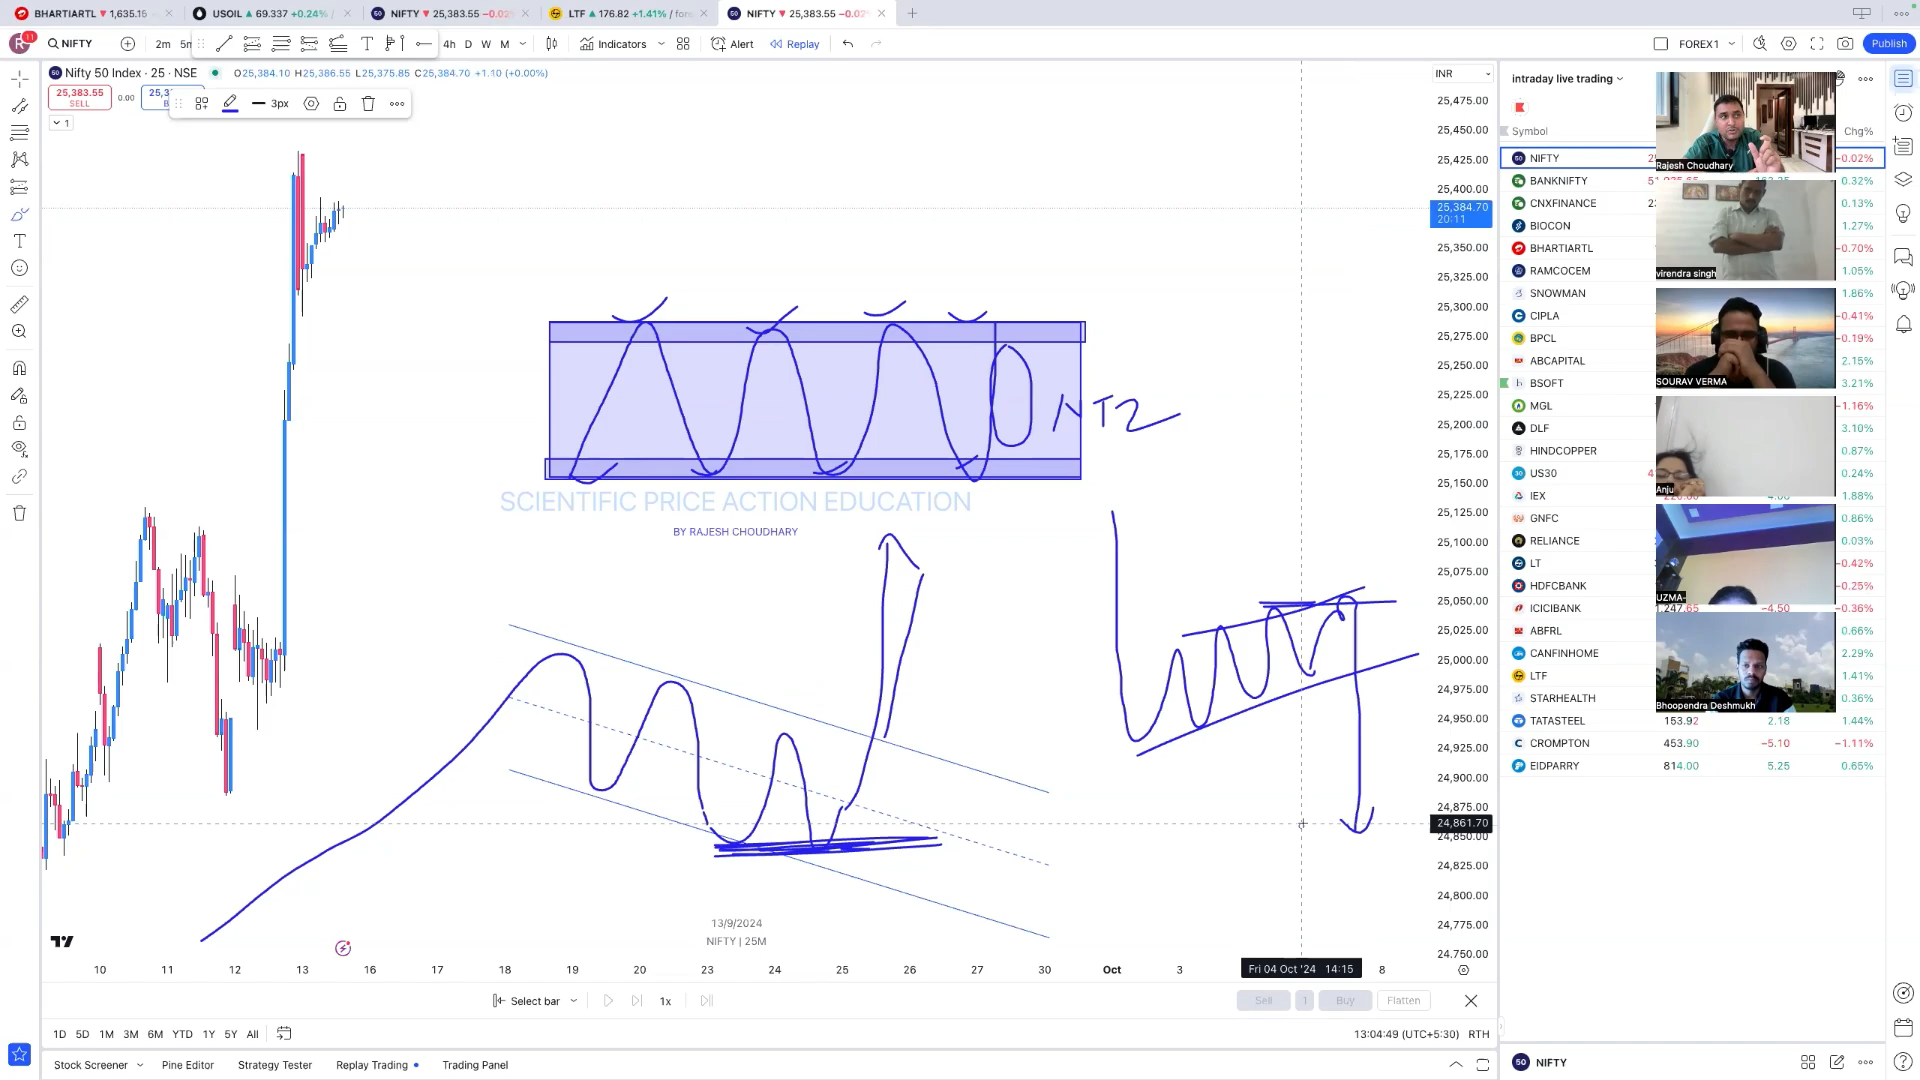 BHARTIARTL ▼ 1,635.15
USOIL ▲ 69.337 +0.24%
NIFTY ▼ 25,383.55 −0.02
LTF ▲ 176.82 +1.41%
NIFTY ▼ 25,383.55 −0.02
R 11 NIFTY 2m 5m 4h D W M Indicators Alert Replay FOREX1 Publish
Nifty 50 Index · 25 · NSE O25,384.10 H25,386.55 L25,375.85 C25,384.70 +1.10 (+0.00%)
25,383.55
SELL
0.00
3px
1
INR
25,475.00
25,450.00
25,425.00
25,400.00
25,384.70
20:11
25,350.00
25,325.00
25,300.00
25,275.00
25,250.00
25,225.00
25,200.00
25,175.00
25,150.00
25,125.00
25,100.00
25,075.00
25,050.00
25,025.00
25,000.00
24,975.00
24,950.00
24,925.00
24,900.00
24,875.00
24,861.70
24,850.00
24,825.00
24,800.00
24,775.00
24,750.00
NTZ
SCIENTIFIC PRICE ACTION EDUCATION
BY RAJESH CHOUDHARY
13/9/2024
NIFTY | 25M
10 11 12 13 16 17 18 19 20 23 24 25 26 27 30 Oct 3 Fri 04 Oct '24 14:15 8
Select bar 1x Sell 1 Buy Flatten
1D 5D 1M 3M 6M YTD 1Y 5Y All 13:04:49 (UTC+5:30) RTH
Stock Screener Pine Editor Strategy Tester Replay Trading Trading Panel
intraday live trading
Symbol Chg%
NIFTY −0.02%
BANKNIFTY 0.32%
CNXFINANCE 0.13%
BIOCON 1.27%
BHARTIARTL −0.70%
RAMCOCEM 1.05%
SNOWMAN 1.86%
CIPLA −0.41%
BPCL −0.19%
ABCAPITAL 2.15%
BSOFT 3.21%
MGL −1.16%
DLF 3.10%
HINDCOPPER 0.87%
US30 0.24%
IEX 1.88%
GNFC 0.86%
RELIANCE 0.03%
LT −0.42%
HDFCBANK −0.25%
ICICIBANK 1,247.65 −4.50 −0.36%
ABFRL 0.66%
CANFINHOME 2.29%
LTF 1.41%
STARHEALTH 0.36%
TATASTEEL 153.92 2.18 1.44%
CROMPTON 453.90 −5.10 −1.11%
EIDPARRY 814.00 5.25 0.65%
Rajesh Choudhary
virendra singh
SOURAV VERMA
Anju
UZMA-
Bhoopendra Deshmukh
NIFTY